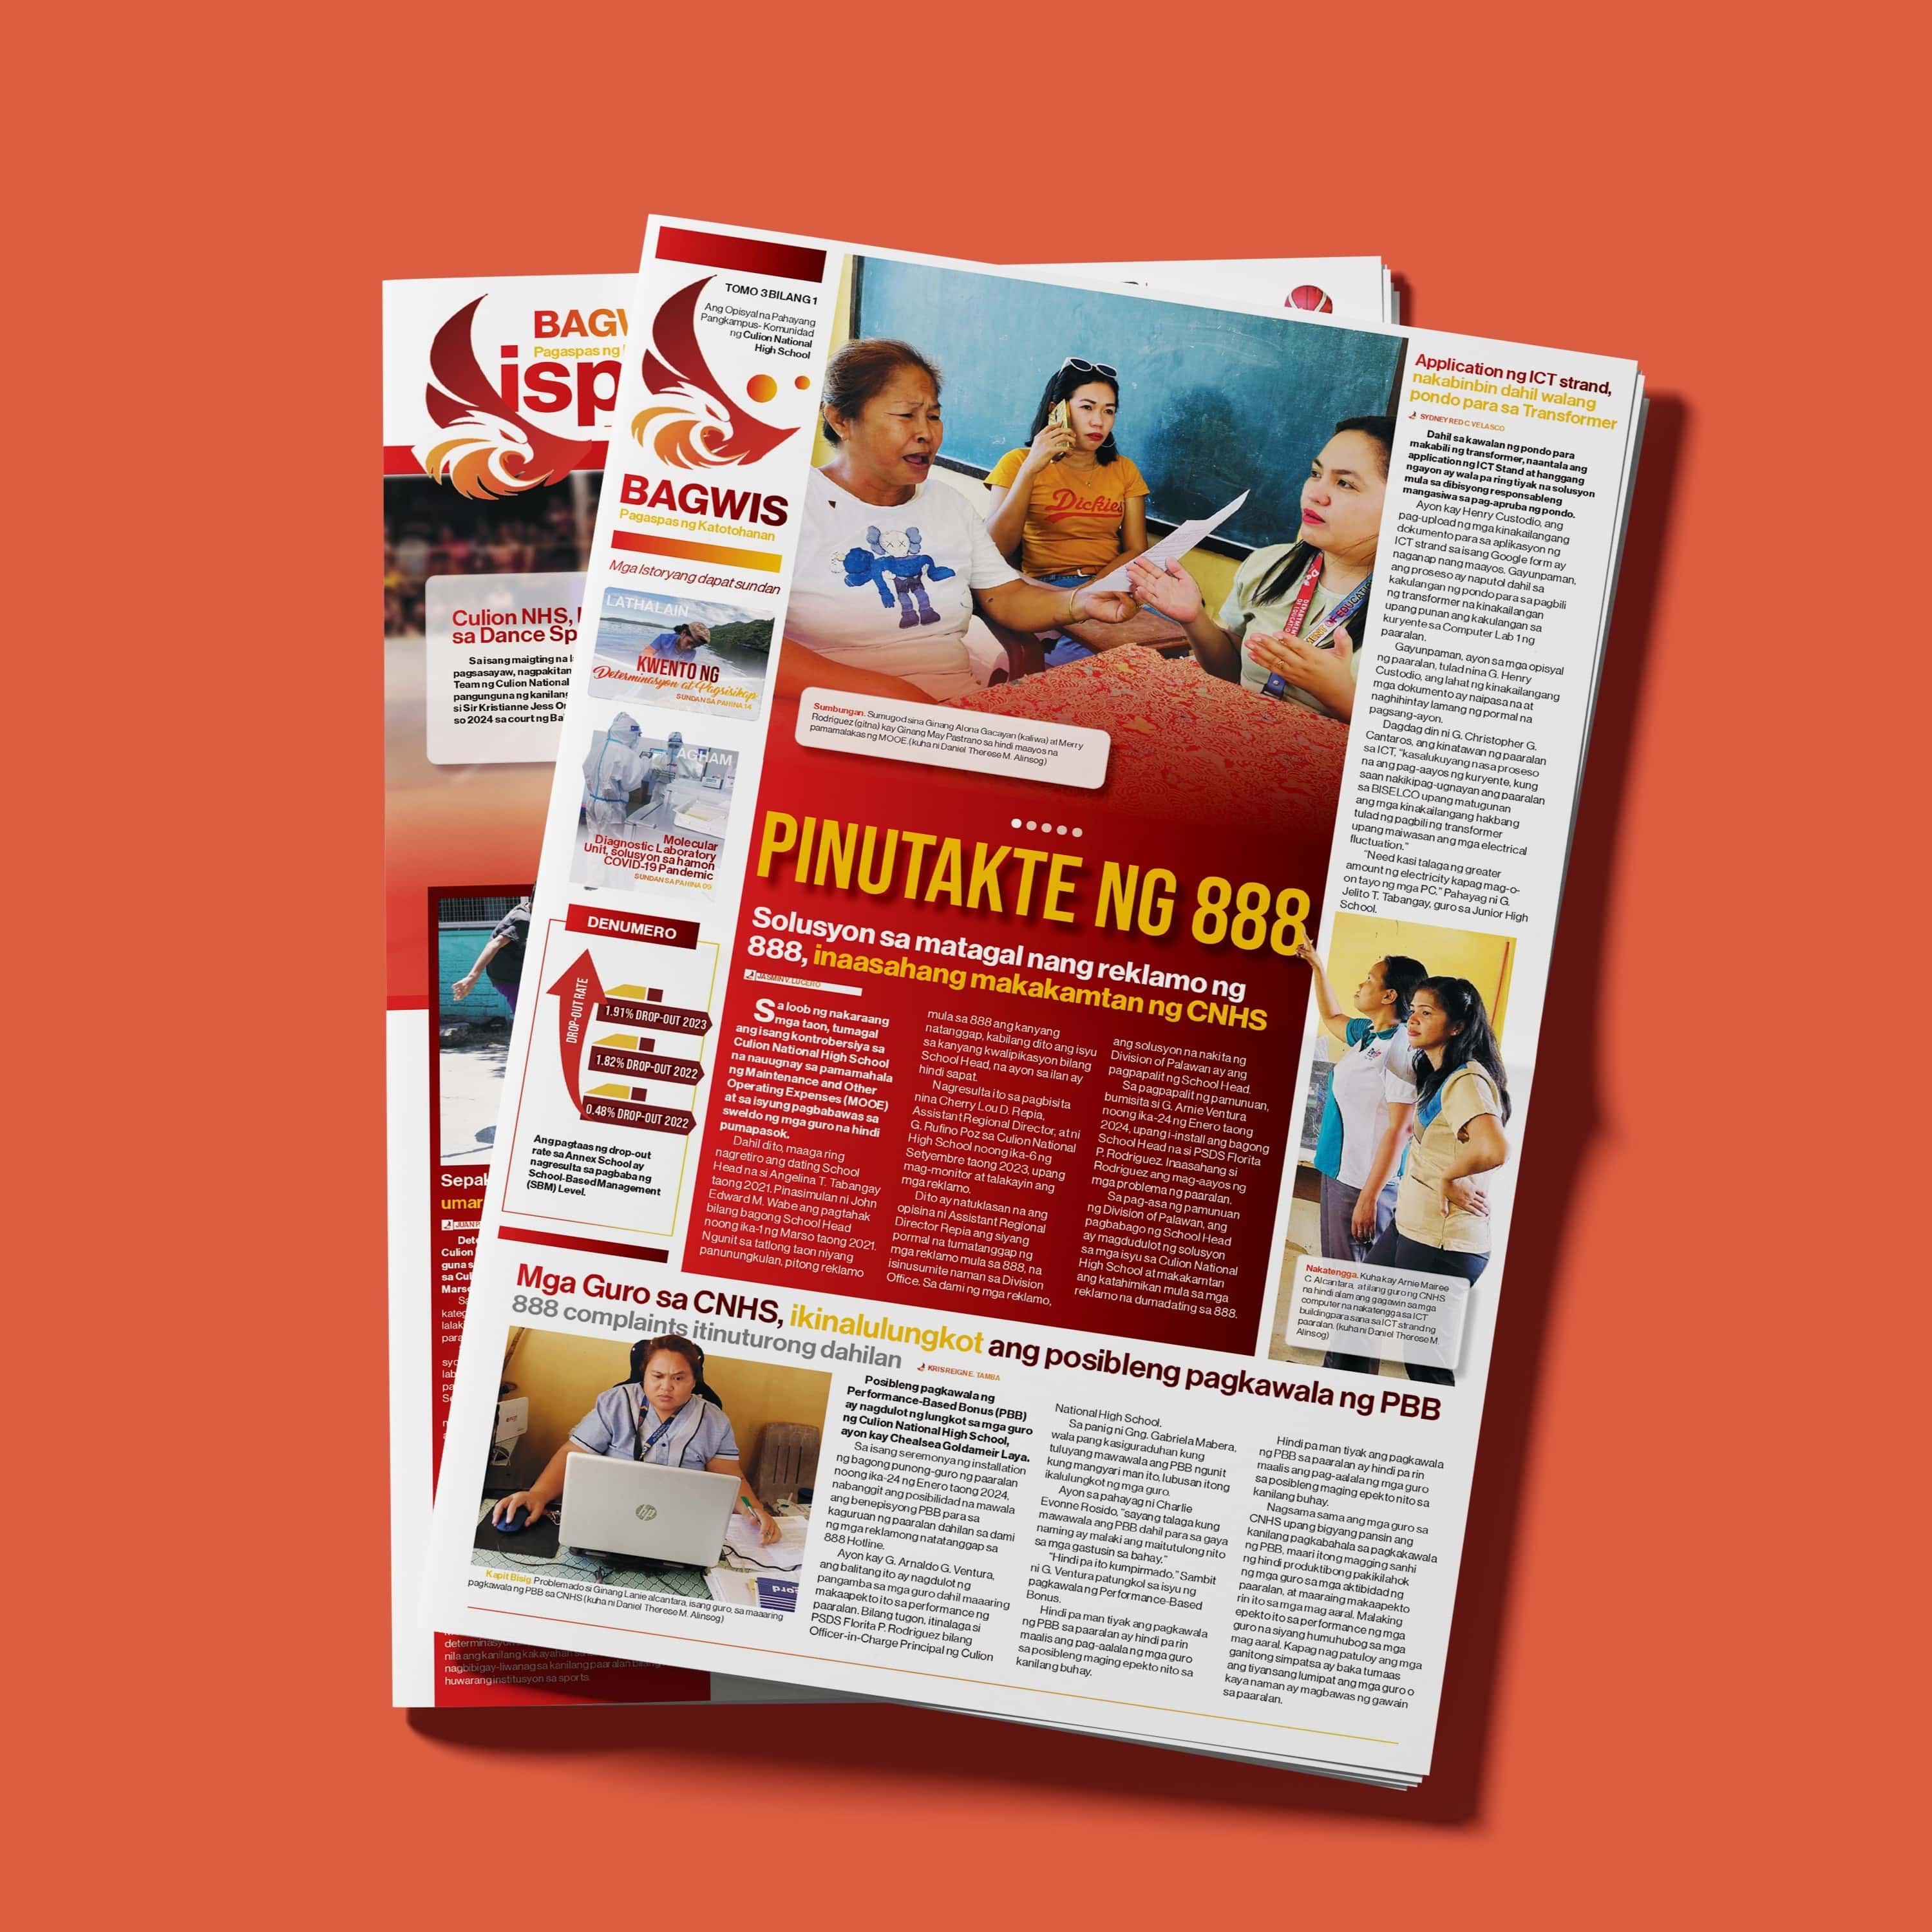 TOMO 3 BILANG 1
Ang Opisyal na Pahayang
Pangkampus- Komunidad
ng Culion National
High School
BAGWIS
Pagaspas ng Katotohanan
Mga Istoryang dapat sundan
LATHALAIN
KWENTO NG
Determinasyon at Pagsisikap
SUNDAN SA PAHINA 14
AGHAM
Molecular
Diagnostic Laboratory
Unit, solusyon sa hamon
COVID-19 Pandemic
SUNDAN SA PAHINA 09
DENUMERO
DROP-OUT RATE
1.91% DROP-OUT 2023
1.82% DROP-OUT 2022
0.48% DROP-OUT 2022
Ang pagtaas ng drop-out
rate sa Annex School ay
nagresulta sa pagbaba ng
School-Based Management
(SBM) Level.
Dickies
Sumbungan. Sumugod sina Ginang Alona Gacayan (kaliwa) at Merry
Rodriguez (gitna) kay Ginang May Pastrano sa hindi maayos na
pamamalakas ng MOOE. (kuha ni Daniel Therese M. Alinsog)
PINUTAKTE NG 888
Solusyon sa matagal nang reklamo ng
888, inaasahang makakamtan ng CNHS
JASMIN V. LUCERO
Sa loob ng nakaraang
mga taon, tumagal
ang isang kontrobersiya sa
Culion National High School
na nauugnay sa pamamahala
ng Maintenance and Other
Operating Expenses (MOOE)
at sa isyung pagbabawas sa
sweldo ng mga guro na hindi
pumapasok.
Dahil dito, maaga ring
nagretiro ang dating School
Head na si Angelina T. Tabangay
taong 2021. Pinasimulan ni John
Edward M. Wabe ang pagtahak
bilang bagong School Head
noong ika-1 ng Marso taong 2021.
Ngunit sa tatlong taon niyang
panunungkulan, pitong reklamo
mula sa 888 ang kanyang
natanggap, kabilang dito ang isyu
sa kanyang kwalipikasyon bilang
School Head, na ayon sa ilan ay
hindi sapat.
Nagresulta ito sa pagbisita
nina Cherry Lou D. Repia,
Assistant Regional Director, at ni
G. Rufino Poz sa Culion National
High School noong ika-6 ng
Setyembre taong 2023, upang
mag-monitor at talakayin ang
mga reklamo.
Dito ay natuklasan na ang
opisina ni Assistant Regional
Director Repia ang siyang
pormal na tumatanggap ng
mga reklamo mula sa 888, na
isinusumite naman sa Division
Office. Sa dami ng mga reklamo,
ang solusyon na nakita ng
Division of Palawan ay ang
pagpapalit ng School Head.
Sa pagpapalit ng pamunuan,
bumisita si G. Arnie Ventura
noong ika-24 ng Enero taong
2024, upang i-install ang bagong
School Head na si PSDS Florita
P. Rodriguez. Inaasahang si
Rodriguez ang mag-aayos ng
mga problema ng paaralan.
Sa pag-asa ng pamunuan
ng Division of Palawan, ang
pagbabago ng School Head
ay magdudulot ng solusyon
sa mga isyu sa Culion National
High School at makakamtan
ang katahimikan mula sa mga
reklamo na dumadating sa 888.
Application ng ICT strand,
nakabinbin dahil walang
pondo para sa Transformer
SYDNEY RED C. VELASCO
Dahil sa kawalan ng pondo para
makabili ng transformer, naantala ang
application ng ICT Stand at hanggang
ngayon ay wala pa ring tiyak na solusyon
mula sa dibisyong responsableng
mangasiwa sa pag-apruba ng pondo.
Ayon kay Henry Custodio, ang
pag-upload ng mga kinakailangang
dokumento para sa aplikasyon ng
ICT strand sa isang Google form ay
naganap nang maayos. Gayunpaman,
ang proseso ay naputol dahil sa
kakulangan ng pondo para sa pagbili
ng transformer na kinakailangan
upang punan ang kakulangan sa
kuryente sa Computer Lab 1 ng
paaralan.
Gayunpaman, ayon sa mga opisyal
ng paaralan, tulad nina G. Henry
Custodio, ang lahat ng kinakailangang
mga dokumento ay naipasa na at
naghihintay lamang ng pormal na
pagsang-ayon.
Dagdag din ni G. Christopher G.
Cantaros, ang kinatawan ng paaralan
sa ICT, "kasalukuyang nasa proseso
na ang pag-aayos ng kuryente, kung
saan nakikipag-ugnayan ang paaralan
sa BISELCO upang matugunan
ang mga kinakailangang hakbang
tulad ng pagbili ng transformer
upang maiwasan ang mga electrical
fluctuation."
"Need kasi talaga ng greater
amount ng electricity kapag mag-o-
on tayo ng mga PC." Pahayag ni G.
Jelito T. Tabangay, guro sa Junior High
School.
Nakatengga. Kuha kay Arnie Mairee
C. Alcantara, at ilang guro ng CNHS
na hindi alam ang gagawin sa mga
computer na nakatengga sa ICT
building para sana sa ICT strand ng
paaralan. (kuha ni Daniel Therese M.
Alinsog)
Mga Guro sa CNHS, ikinalulungkot ang posibleng pagkawala ng PBB
888 complaints itinuturong dahilan
KRIS REIGN E. TAMBA
hp
Kapit Bisig. Problemado si Ginang Lanie alcantara, isang guro, sa maaaring
pagkawala ng PBB sa CNHS (kuha ni Daniel Therese M. Alinsog)
Posibleng pagkawala ng
Performance-Based Bonus (PBB)
ay nagdulot ng lungkot sa mga guro
ng Culion National High School,
ayon kay Chealsea Goldameir Laya.
Sa isang seremonya ng installation
ng bagong punong-guro ng paaralan
noong ika-24 ng Enero taong 2024,
nabanggit ang posibilidad na mawala
ang benepisyong PBB para sa
kaguruan ng paaralan dahilan sa dami
ng mga reklamong natatanggap sa
888 Hotline.
Ayon kay G. Arnaldo G. Ventura,
ang balitang ito ay nagdulot ng
pangamba sa mga guro dahil maaaring
makaapekto ito sa performance ng
paaralan. Bilang tugon, itinalaga si
PSDS Florita P. Rodriguez bilang
Officer-in-Charge Principal ng Culion
National High School.
Sa panig ni Gng. Gabriela Mabera,
wala pang kasiguraduhan kung
tuluyang mawawala ang PBB ngunit
kung mangyari man ito, lubusan itong
ikalulungkot ng mga guro.
Ayon sa pahayag ni Charlie
Evonne Rosido, "sayang talaga kung
mawawala ang PBB dahil para sa gaya
naming ay malaki ang maitutulong nito
sa mga gastusin sa bahay."
"Hindi pa ito kumpirmado." Sambit
ni G. Ventura patungkol sa isyu ng
pagkawala ng Performance-Based
Bonus.
Hindi pa man tiyak ang pagkawala
ng PBB sa paaralan ay hindi pa rin
maalis ang pag-aalala ng mga guro
sa posibleng maging epekto nito sa
kanilang buhay.
Hindi pa man tiyak ang pagkawala
ng PBB sa paaralan ay hindi pa rin
maalis ang pag-aalala ng mga guro
sa posibleng maging epekto nito sa
kanilang buhay.
Nagsama sama ang mga guro sa
CNHS upang bigyang pansin ang
kanilang pagkabahala sa pagkakawala
ng PBB, maari itong magging sanhi
ng hindi produktibong pakikilahok
ng mga guro sa mga aktibidad ng
paaralan, at maaraing makaapekto
rin ito sa mga mag aaral. Malaking
epekto ito sa performance ng mga
guro na siyang humuhubog sa mga
mag aaral. Kapag nag patuloy ang mga
ganitong simpatsa ay baka tumaas
ang tiyansang lumipat ang mga guro o
kaya naman ay magbawas ng gawain
sa paaralan.
Pagaspas ng
isp
Culion NHS,
sa Dance Sp
Sa isang maigting na
pagsasayaw, nagpakitan
Team ng Culion National
pangunguna ng kanilang
si Sir Kristianne Jess
so 2024 sa court ng
Sepak
umar
nila ang kanilang kakayahan
nagbibigay-liwanag sa kanilang paaralan
huwarang institusyon sa sports.